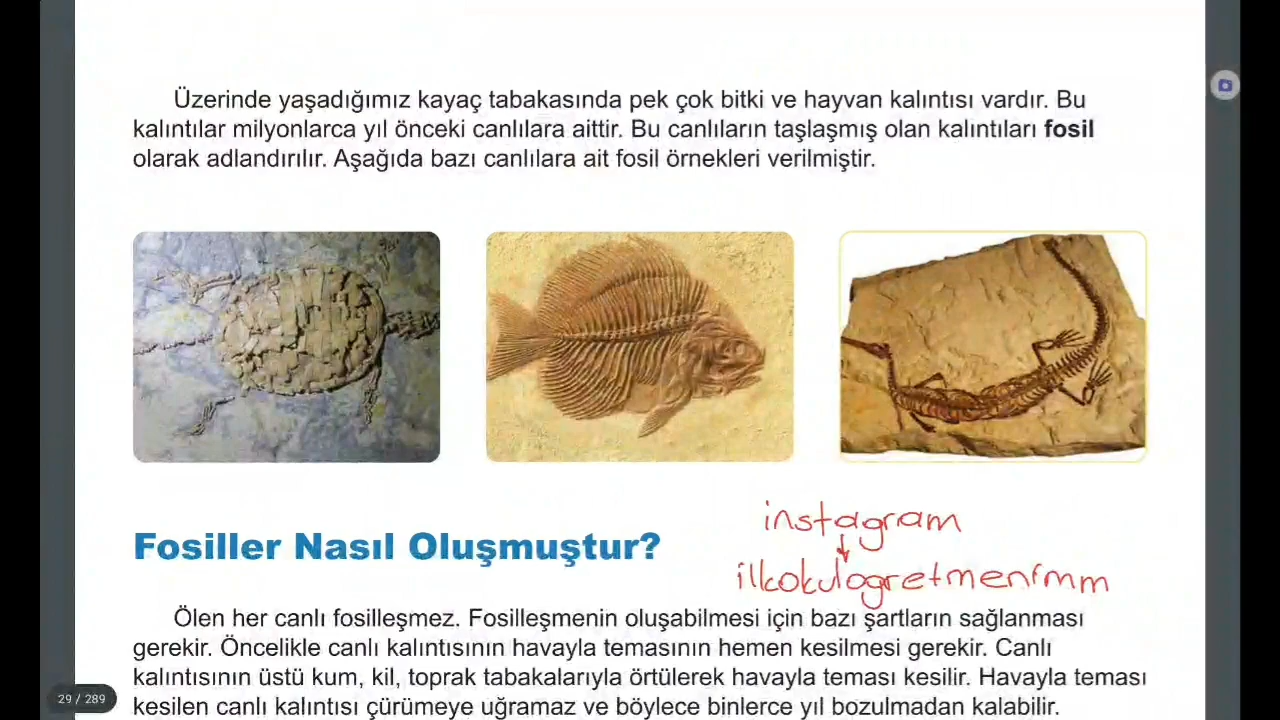 Üzerinde yaşadığımız kayaç tabakasında pek çok bitki ve hayvan kalıntısı vardır. Bu
kalıntılar milyonlarca yıl önceki canlılara aittir. Bu canlıların taşlaşmış olan kalıntıları fosil
olarak adlandırılır. Aşağıda bazı canlılara ait fosil örnekleri verilmiştir.
Fosiller Nasıl Oluşmuştur?
instagram
ilkokulogretmenimm
Ölen her canlı fosilleşmez. Fosilleşmenin oluşabilmesi için bazı şartların sağlanması
gerekir. Öncelikle canlı kalıntısının havayla temasının hemen kesilmesi gerekir. Canlı
kalıntısının üstü kum, kil, toprak tabakalarıyla örtülerek havayla teması kesilir. Havayla teması
kesilen canlı kalıntısı çürümeye uğramaz ve böylece binlerce yıl bozulmadan kalabilir.
29 / 289